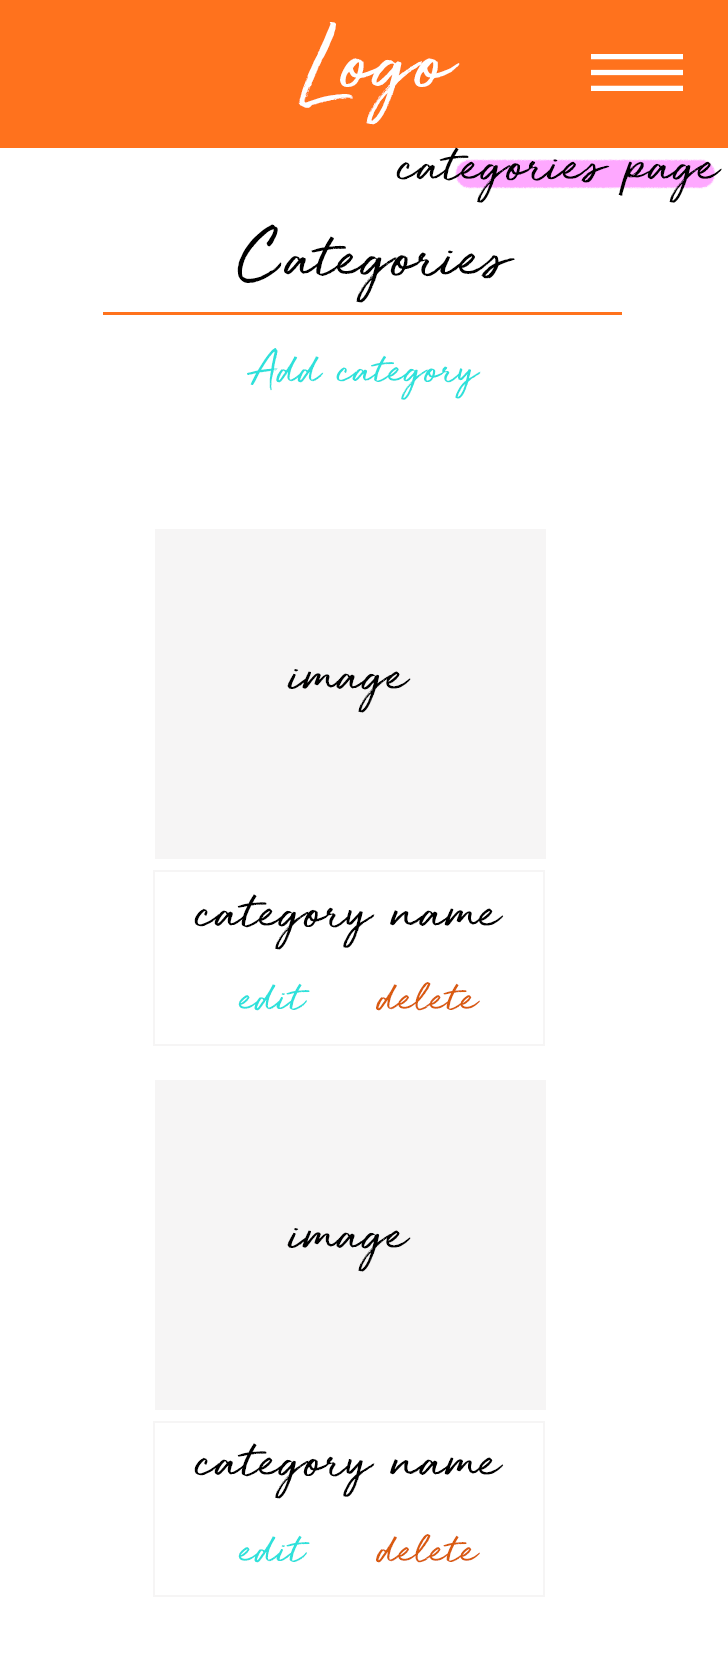 Logo
categories page
Categories
Add category
image
category name
edit delete
image
category name
edit delete